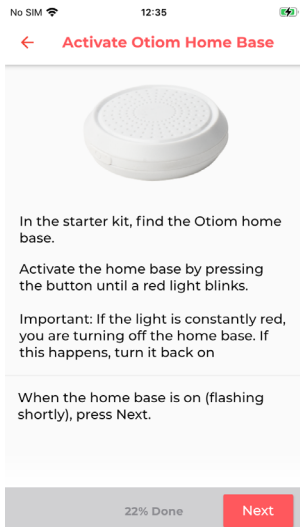 No SIM 12:35
Activate Otiom Home Base
In the starter kit, find the Otiom home
base.
Activate the home base by pressing
the button until a red light blinks.
Important: If the light is constantly red,
you are turning off the home base. If
this happens, turn it back on
When the home base is on (flashing
shortly), press Next.
22% Done
Next